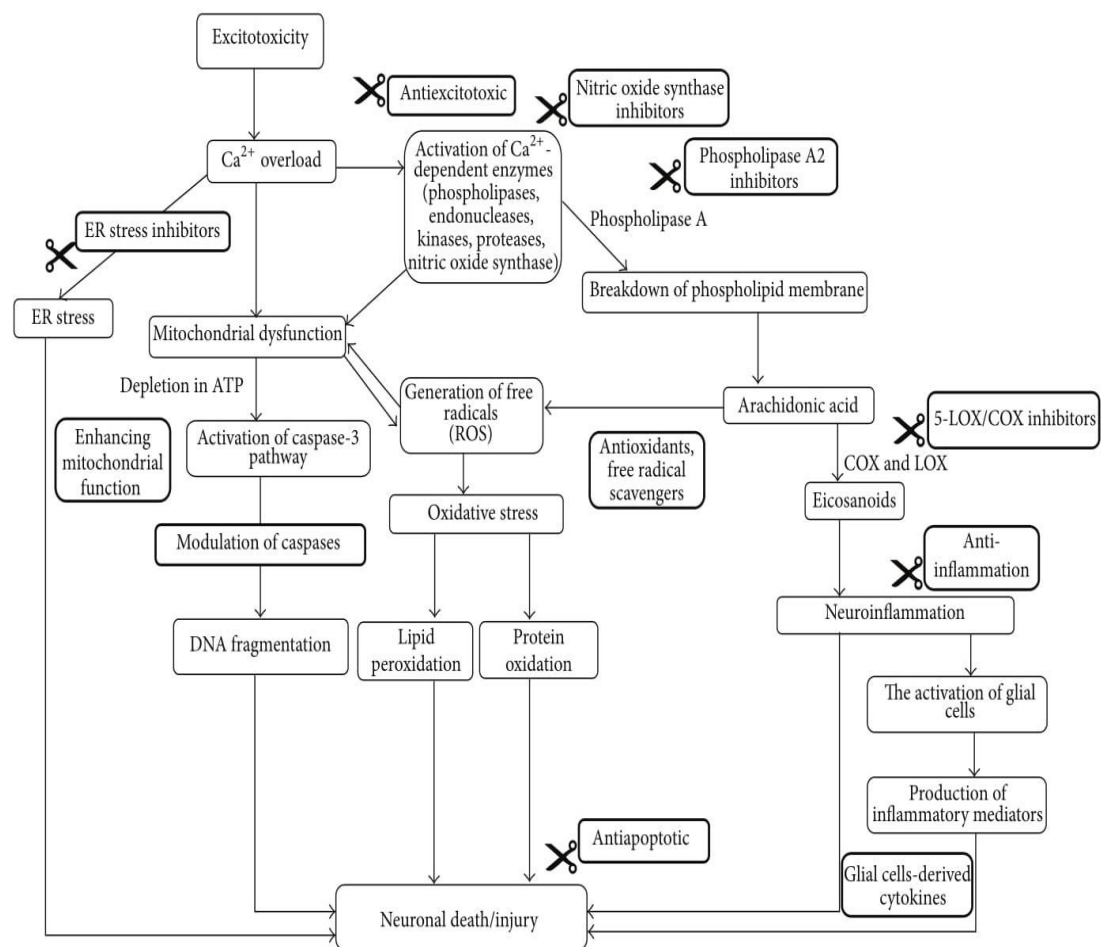 Excitotoxicity
Antiexcitotoxic
Nitric oxide synthase
inhibitors
Ca²⁺ overload
Activation of Ca²⁺-
dependent enzymes
(phospholipases,
endonucleases,
kinases, proteases,
nitric oxide synthase)
Phospholipase A2
inhibitors
Phospholipase A
ER stress inhibitors
Breakdown of phospholipid membrane
ER stress
Mitochondrial dysfunction
Depletion in ATP
Generation of free
radicals
(ROS)
Arachidonic acid
5-LOX/COX inhibitors
Enhancing
mitochondrial
function
Activation of caspase-3
pathway
Antioxidants,
free radical
scavengers
COX and LOX
Eicosanoids
Oxidative stress
Modulation of caspases
Anti-
inflammation
Neuroinflammation
DNA fragmentation
Lipid
peroxidation
Protein
oxidation
The activation of glial
cells
Production of
inflammatory mediators
Antiapoptotic
Glial cells-derived
cytokines
Neuronal death/injury